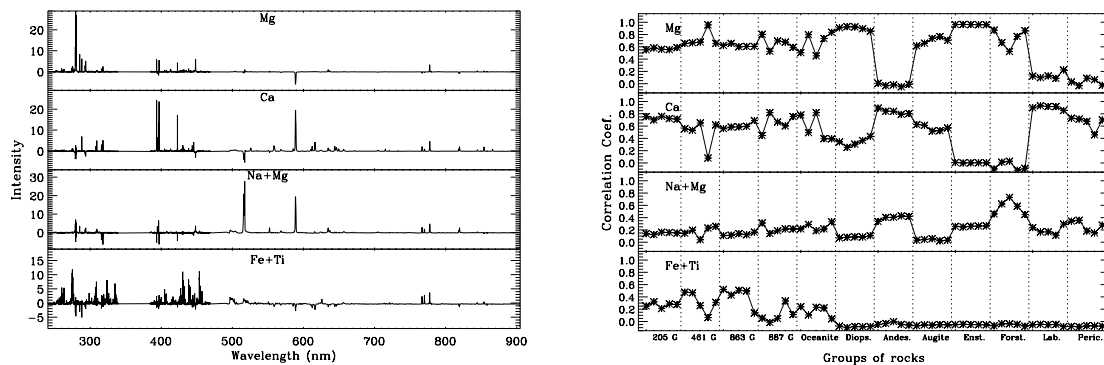 Mg
30
20
10
0
Ca
20
10
0
Na+Mg
30
20
10
0
Fe+Ti
15
10
5
0
-5
Intensity
300 400 500 600 700 800 900
Wavelength (nm)
Mg
1.0
0.8
0.6
0.4
0.2
0.0
Ca
1.0
0.8
0.6
0.4
0.2
0.0
Na+Mg
1.0
0.8
0.6
0.4
0.2
0.0
Fe+Ti
1.0
0.8
0.6
0.4
0.2
0.0
Correlation Coef.
205 G 461 G 863 G 887 G Oceanite Diops. Andes. Augite Enst. Forst. Lab. Peric.
Groups of rocks